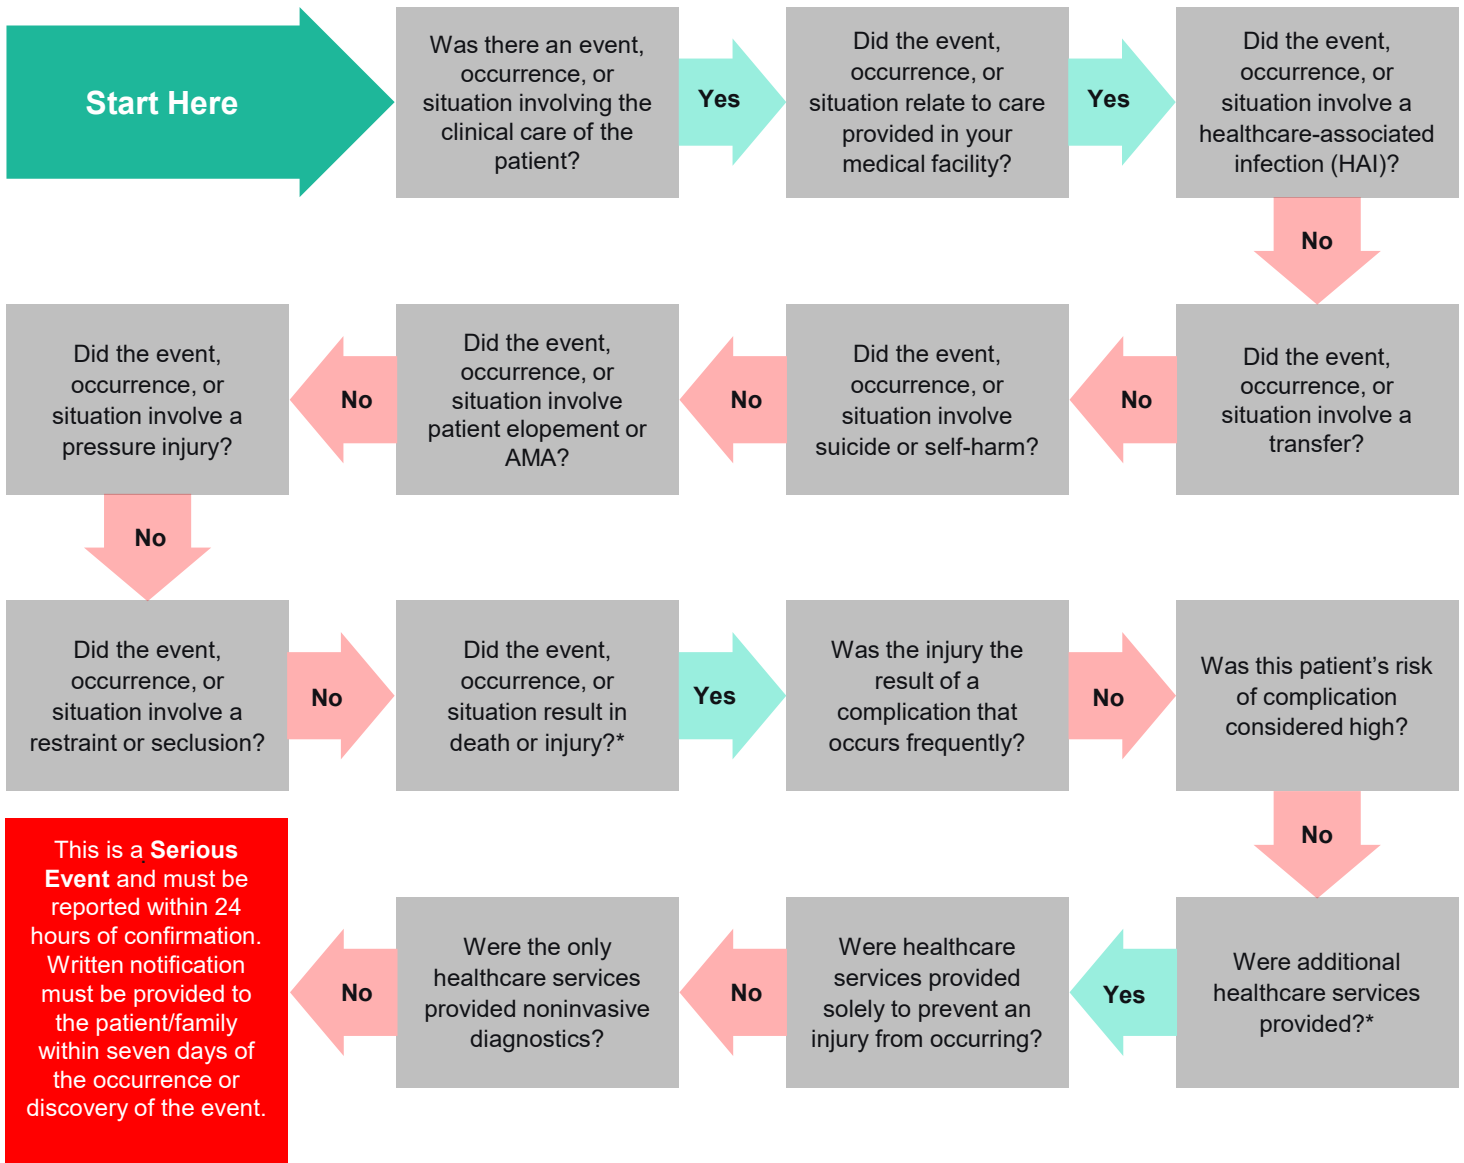 Start Here
Was there an event,
occurrence, or
situation involving the
clinical care of the
patient?
Yes
Did the event,
occurrence, or
situation relate to care
provided in your
medical facility?
Yes
Did the event,
occurrence, or
situation involve a
healthcare-associated
infection (HAI)?
No
Did the event,
occurrence, or
situation involve a
transfer?
No
Did the event,
occurrence, or
situation involve
suicide or self-harm?
No
Did the event,
occurrence, or
situation involve
patient elopement or
AMA?
No
Did the event,
occurrence, or
situation involve a
pressure injury?
No
Did the event,
occurrence, or
situation involve a
restraint or seclusion?
No
Did the event,
occurrence, or
situation result in
death or injury?*
Yes
Was the injury the
result of a
complication that
occurs frequently?
No
Was this patient’s risk
of complication
considered high?
No
Were additional
healthcare services
provided?*
Yes
Were healthcare
services provided
solely to prevent an
injury from occurring?
No
Were the only
healthcare services
provided noninvasive
diagnostics?
No
This is a Serious
Event and must be
reported within 24
hours of confirmation.
Written notification
must be provided to
the patient/family
within seven days of
the occurrence or
discovery of the event.